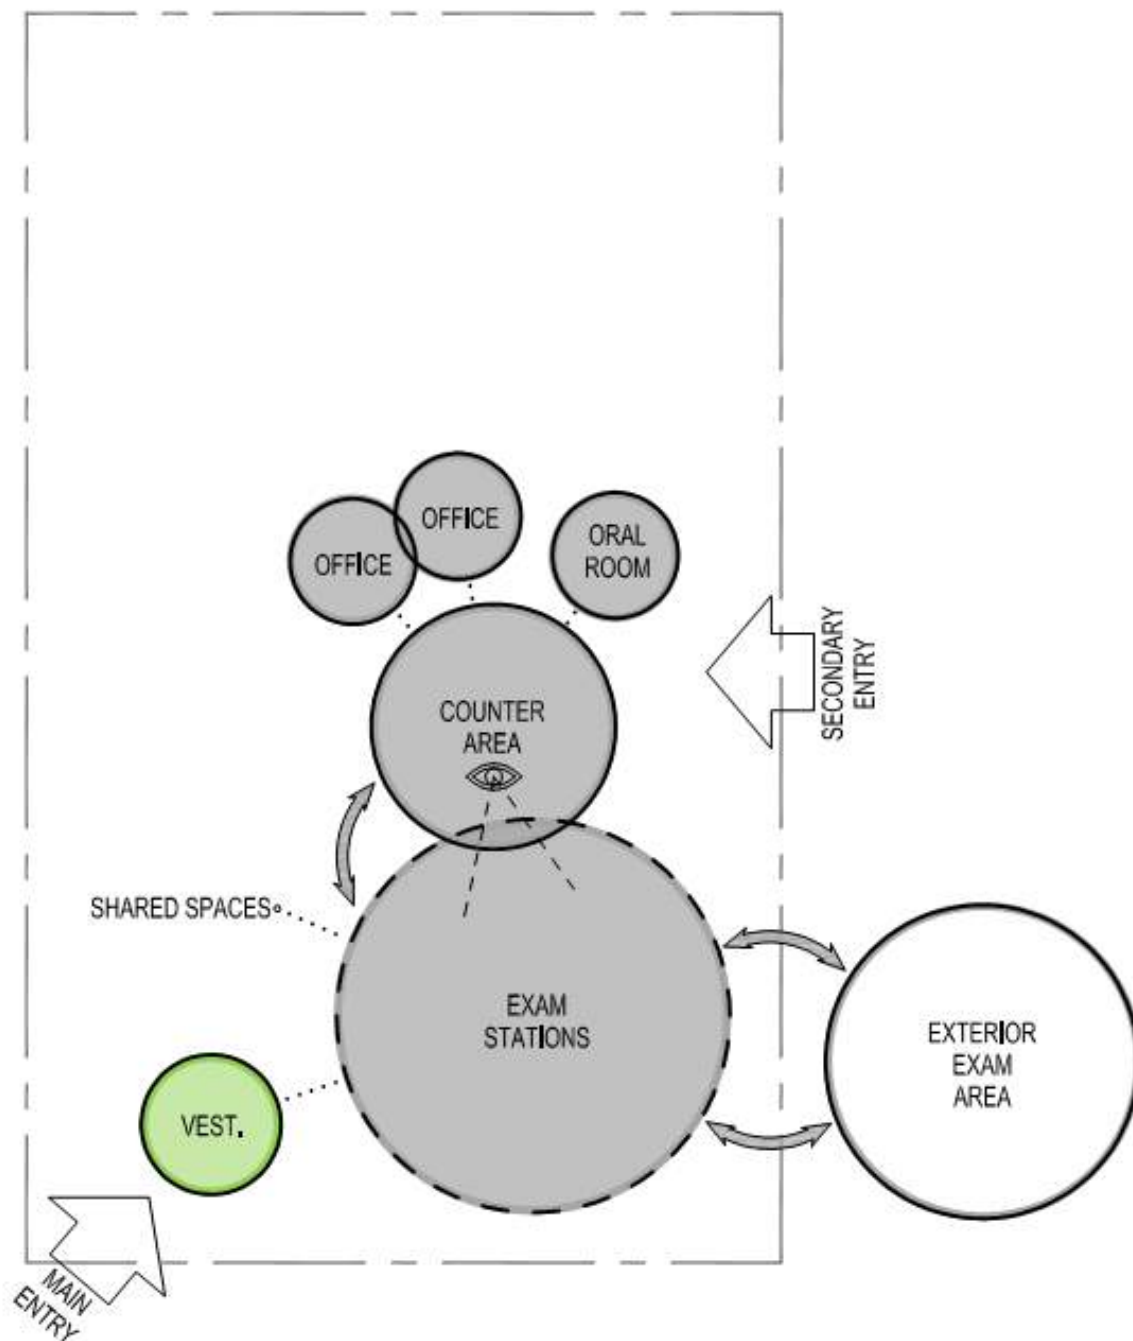 OFFICE
OFFICE
ORAL
ROOM
SECONDARY
ENTRY
COUNTER
AREA
SHARED SPACES
EXAM
STATIONS
EXTERIOR
EXAM
AREA
VEST.
MAIN
ENTRY